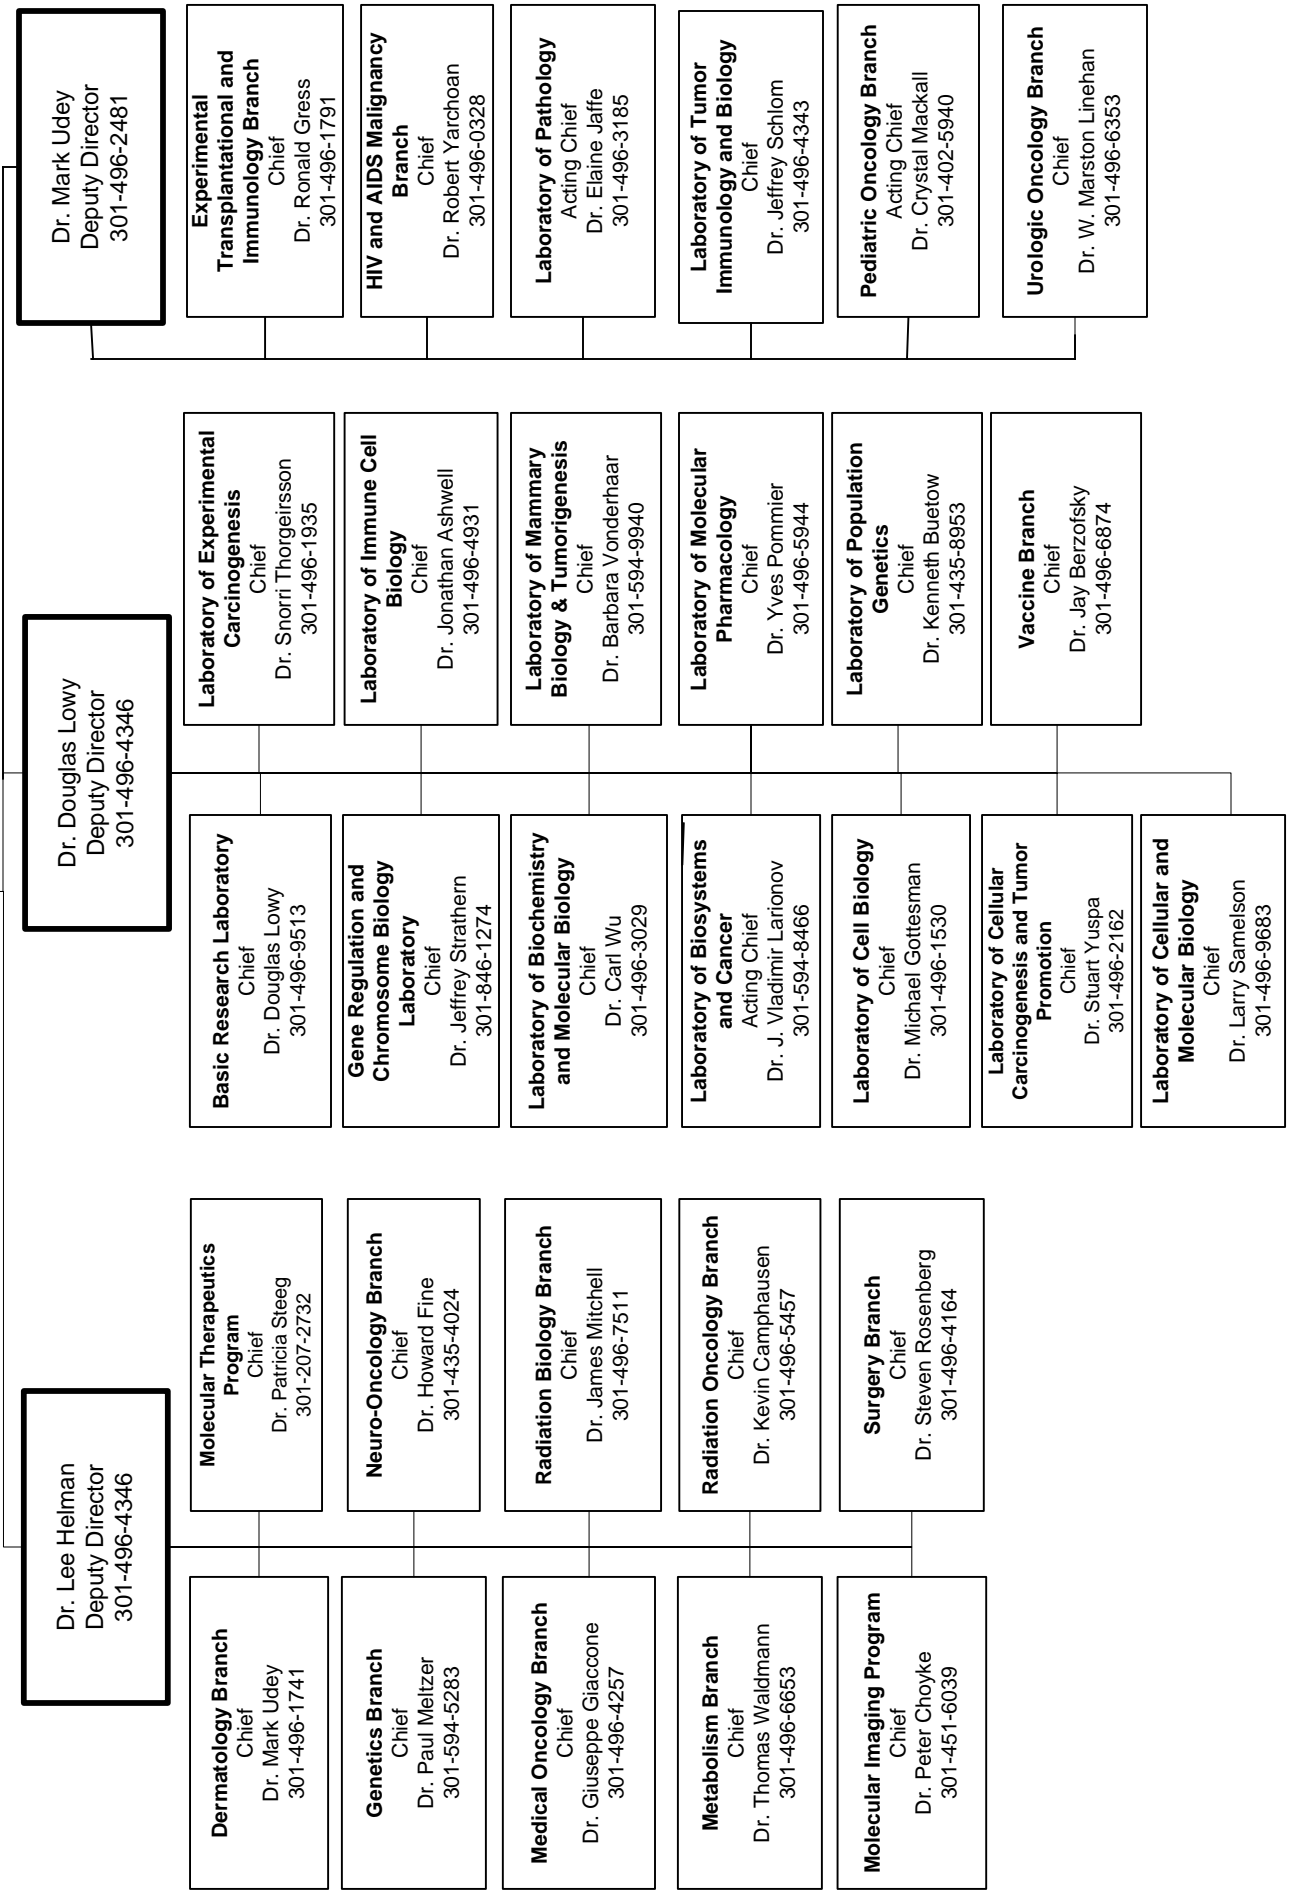 Dr. Lee Helman
Deputy Director
301-496-4346
Dermatology Branch
Chief
Dr. Mark Udey
301-496-1741
Genetics Branch
Chief
Dr. Paul Meltzer
301-594-5283
Medical Oncology Branch
Chief
Dr. Giuseppe Giaccone
301-496-4257
Metabolism Branch
Chief
Dr. Thomas Waldmann
301-496-6653
Molecular Imaging Program
Chief
Dr. Peter Choyke
301-451-6039
Molecular Therapeutics
Program
Chief
Dr. Patricia Steeg
301-207-2732
Neuro-Oncology Branch
Chief
Dr. Howard Fine
301-435-4024
Radiation Biology Branch
Chief
Dr. James Mitchell
301-496-7511
Radiation Oncology Branch
Chief
Dr. Kevin Camphausen
301-496-5457
Surgery Branch
Chief
Dr. Steven Rosenberg
301-496-4164
Dr. Douglas Lowy
Deputy Director
301-496-4346
Basic Research Laboratory
Chief
Dr. Douglas Lowy
301-496-9513
Gene Regulation and
Chromosome Biology
Laboratory
Chief
Dr. Jeffrey Strathern
301-846-1274
Laboratory of Biochemistry
and Molecular Biology
Chief
Dr. Carl Wu
301-496-3029
Laboratory of Biosystems
and Cancer
Acting Chief
Dr. J. Vladimir Larionov
301-594-8466
Laboratory of Cell Biology
Chief
Dr. Michael Gottesman
301-496-1530
Laboratory of Cellular
Carcinogenesis and Tumor
Promotion
Chief
Dr. Stuart Yuspa
301-496-2162
Laboratory of Cellular and
Molecular Biology
Chief
Dr. Larry Samelson
301-496-9683
Laboratory of Experimental
Carcinogenesis
Chief
Dr. Snorri Thorgeirsson
301-496-1935
Laboratory of Immune Cell
Biology
Chief
Dr. Jonathan Ashwell
301-496-4931
Laboratory of Mammary
Biology & Tumorigenesis
Chief
Dr. Barbara Vonderhaar
301-594-9940
Laboratory of Molecular
Pharmacology
Chief
Dr. Yves Pommier
301-496-5944
Laboratory of Population
Genetics
Chief
Dr. Kenneth Buetow
301-435-8953
Vaccine Branch
Chief
Dr. Jay Berzofsky
301-496-6874
Dr. Mark Udey
Deputy Director
301-496-2481
Experimental
Transplantational and
Immunology Branch
Chief
Dr. Ronald Gress
301-496-1791
HIV and AIDS Malignancy
Branch
Chief
Dr. Robert Yarchoan
301-496-0328
Laboratory of Pathology
Acting Chief
Dr. Elaine Jaffe
301-496-3185
Laboratory of Tumor
Immunology and Biology
Chief
Dr. Jeffrey Schlom
301-496-4343
Pediatric Oncology Branch
Acting Chief
Dr. Crystal Mackall
301-402-5940
Urologic Oncology Branch
Chief
Dr. W. Marston Linehan
301-496-6353